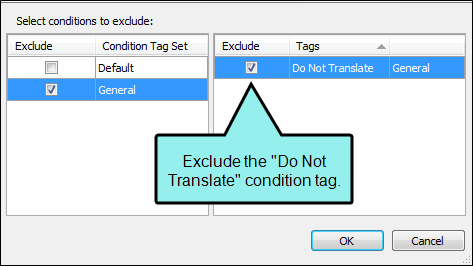 Select conditions to exclude:
Exclude Condition Tag Set Exclude Tags
Default Do Not Translate General
General
Exclude the "Do Not
Translate" condition tag.
OK Cancel